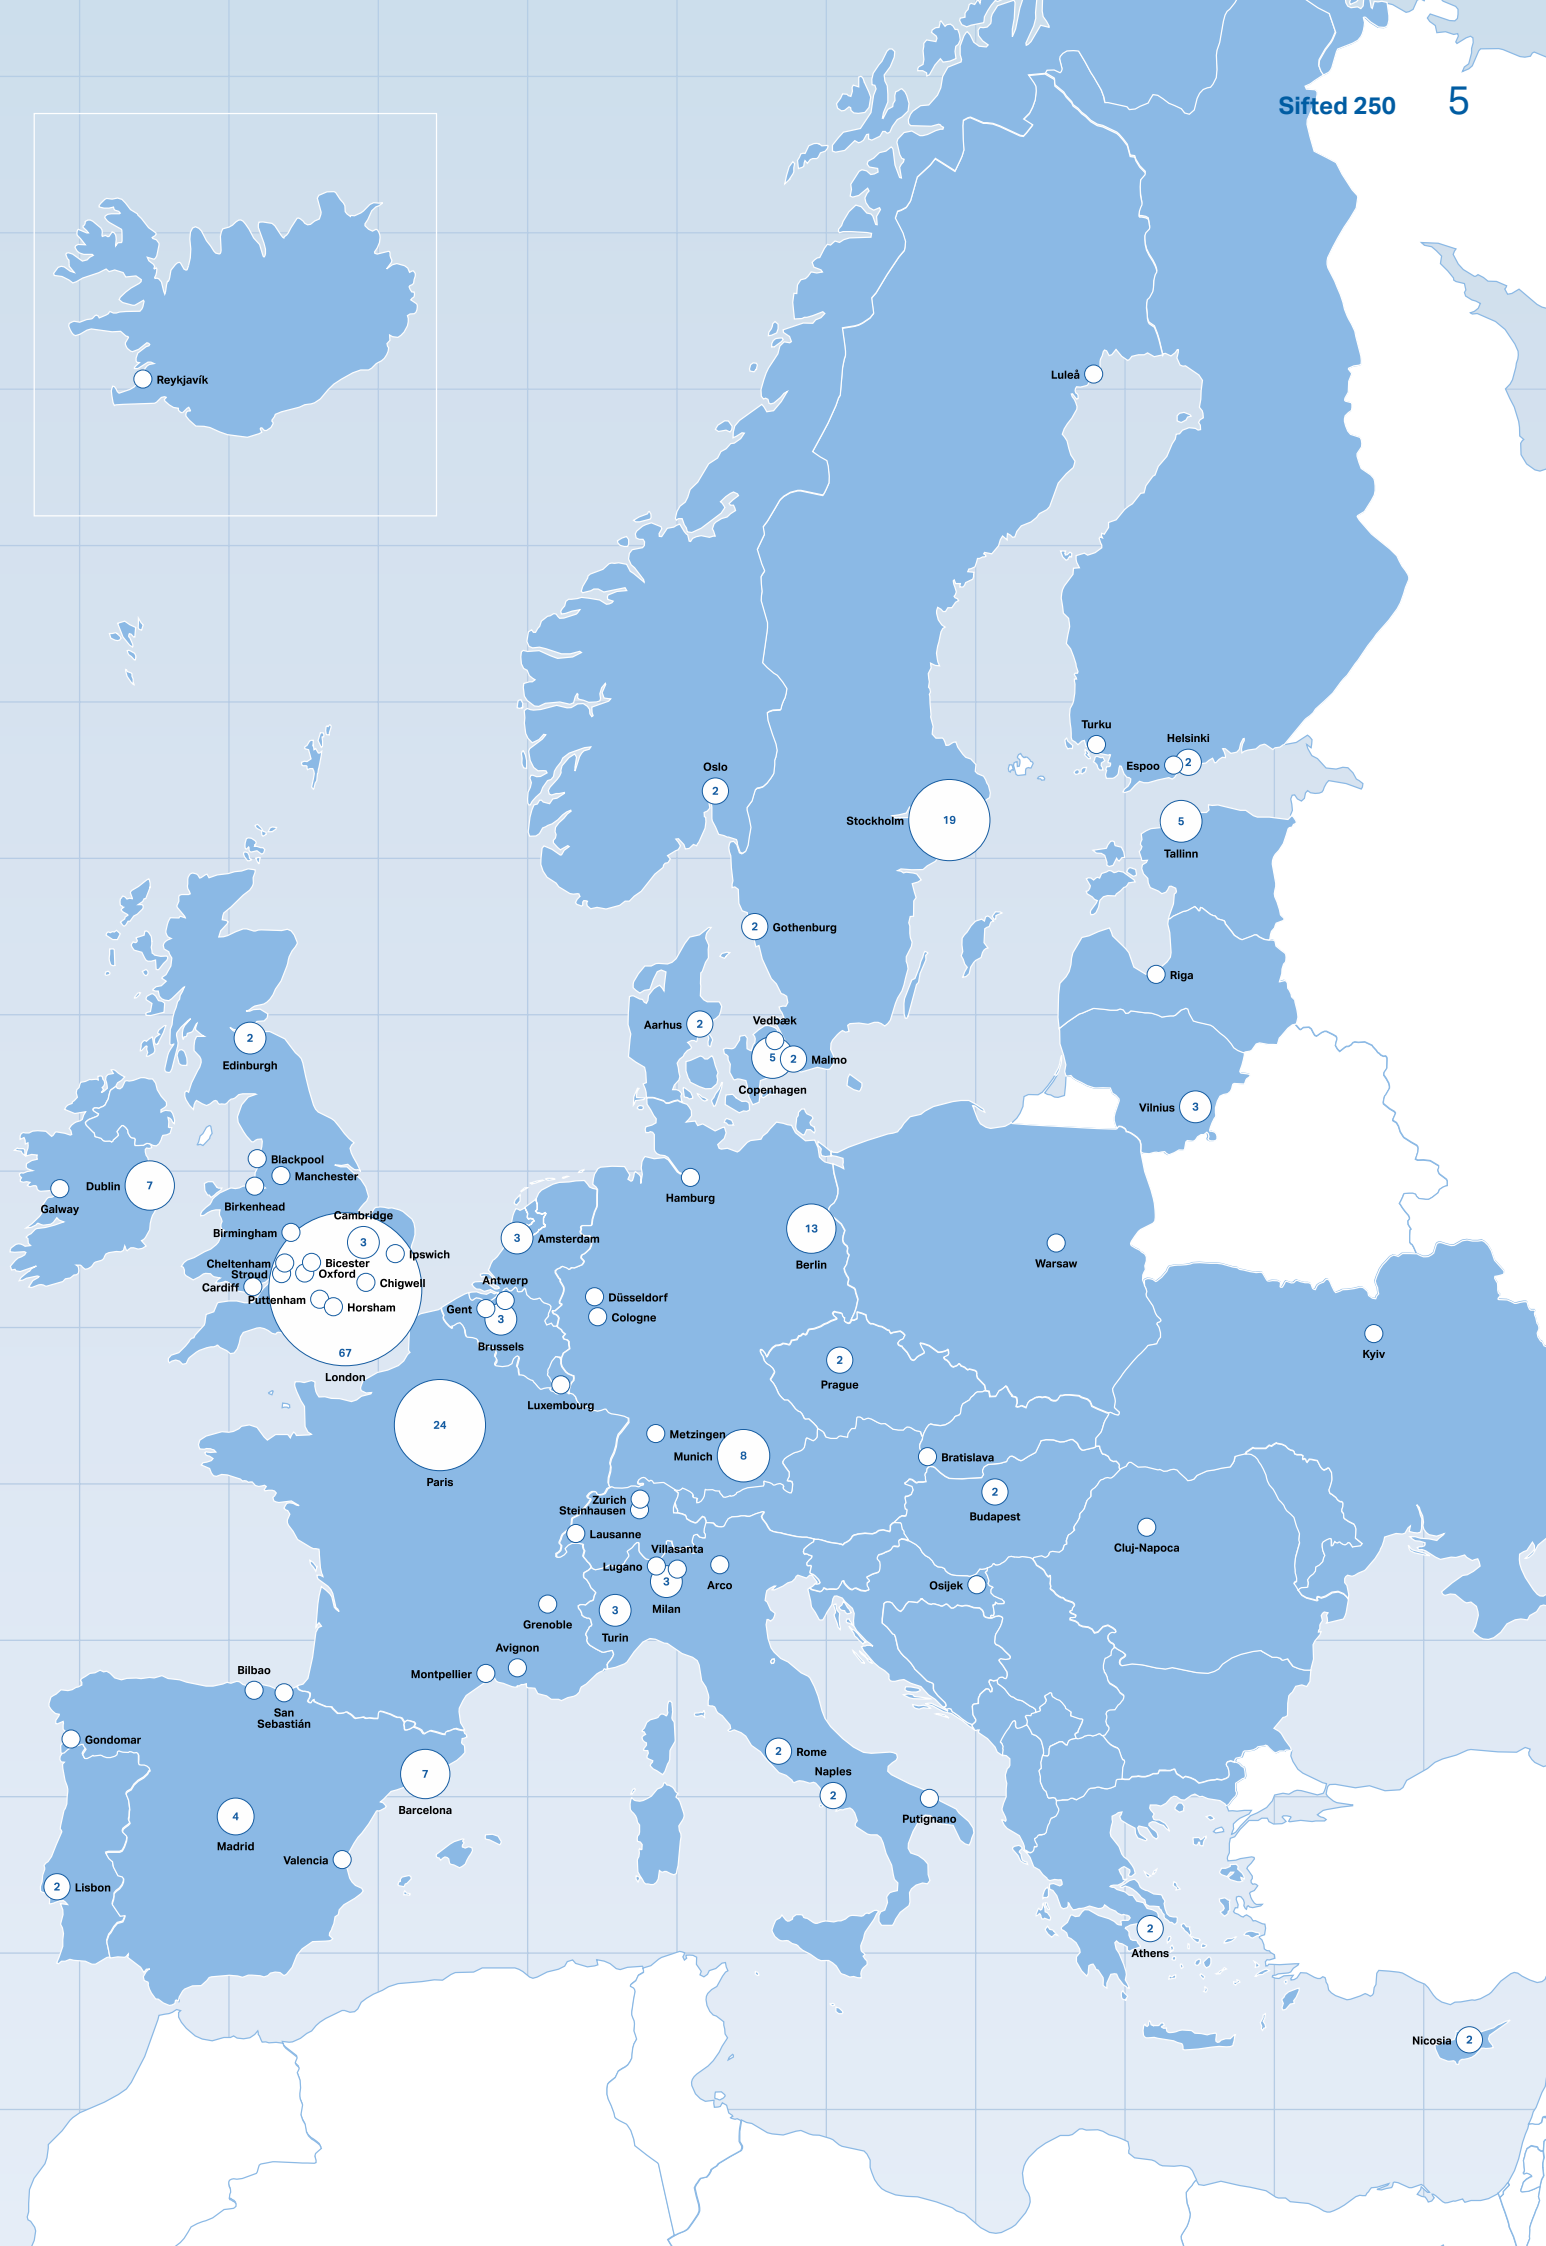 Sifted 250 5
Reykjavík
Luleå
Turku
Helsinki
Espoo
2
Oslo
2
Stockholm
19
5
Tallinn
2
Gothenburg
Riga
Aarhus
2
Vedbæk
5
2
Malmo
Copenhagen
2
Edinburgh
Vilnius
3
Blackpool
Manchester
Dublin
7
Galway
Birkenhead
Hamburg
Cambridge
3
Birmingham
Ipswich
3
Amsterdam
13
Berlin
Warsaw
Cheltenham
Bicester
Stroud
Oxford
Cardiff
Chigwell
Puttenham
Horsham
67
London
Antwerp
Gent
3
Brussels
Düsseldorf
Cologne
Kyiv
2
Prague
Luxembourg
24
Paris
Metzingen
Munich
8
Bratislava
2
Budapest
Zurich
Steinhausen
Lausanne
Cluj-Napoca
Villasanta
Lugano
3
Milan
Arco
Osijek
Grenoble
3
Turin
Avignon
Montpellier
Bilbao
San
Sebastián
Gondomar
2
Rome
Naples
2
7
Barcelona
Putignano
4
Madrid
Valencia
2
Lisbon
2
Athens
Nicosia
2